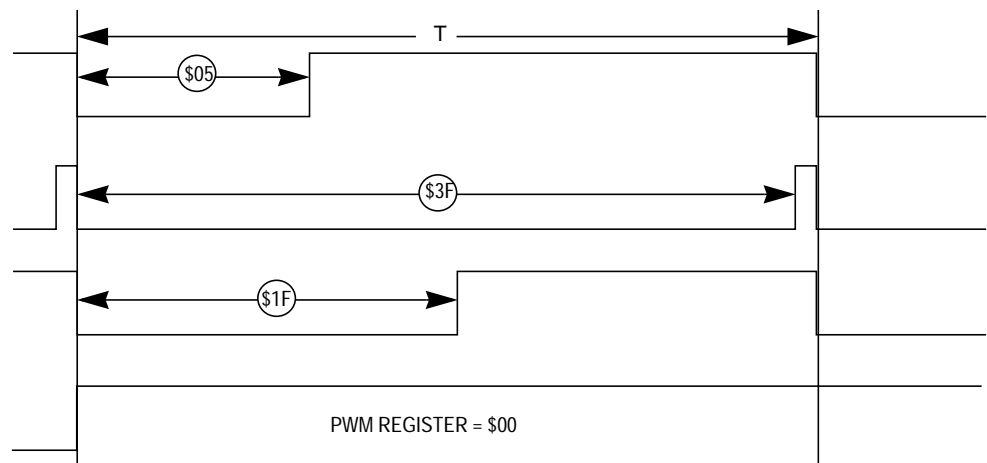 T
$05
$3F
$1F
PWM REGISTER = $00